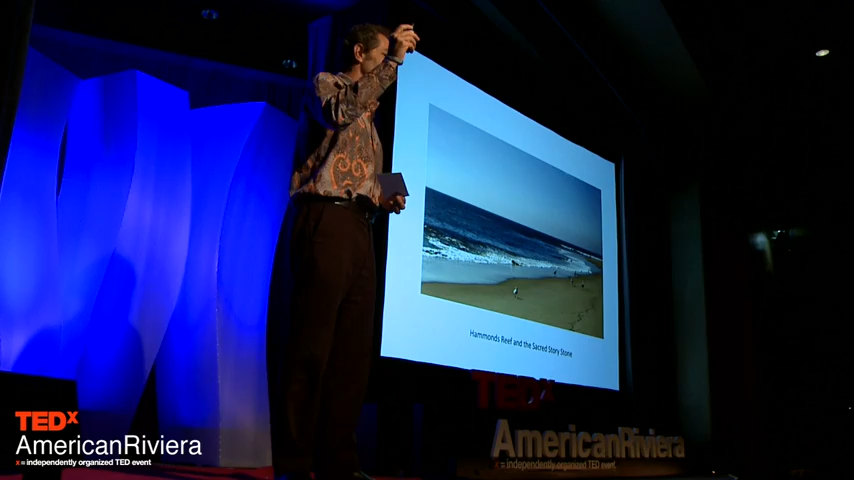 Hammonds Reef and the Sacred Story Stone
TEDx
AmericanRiviera
x = independently organized TED event
TEDx
AmericanRiviera
x = independently organized TED event